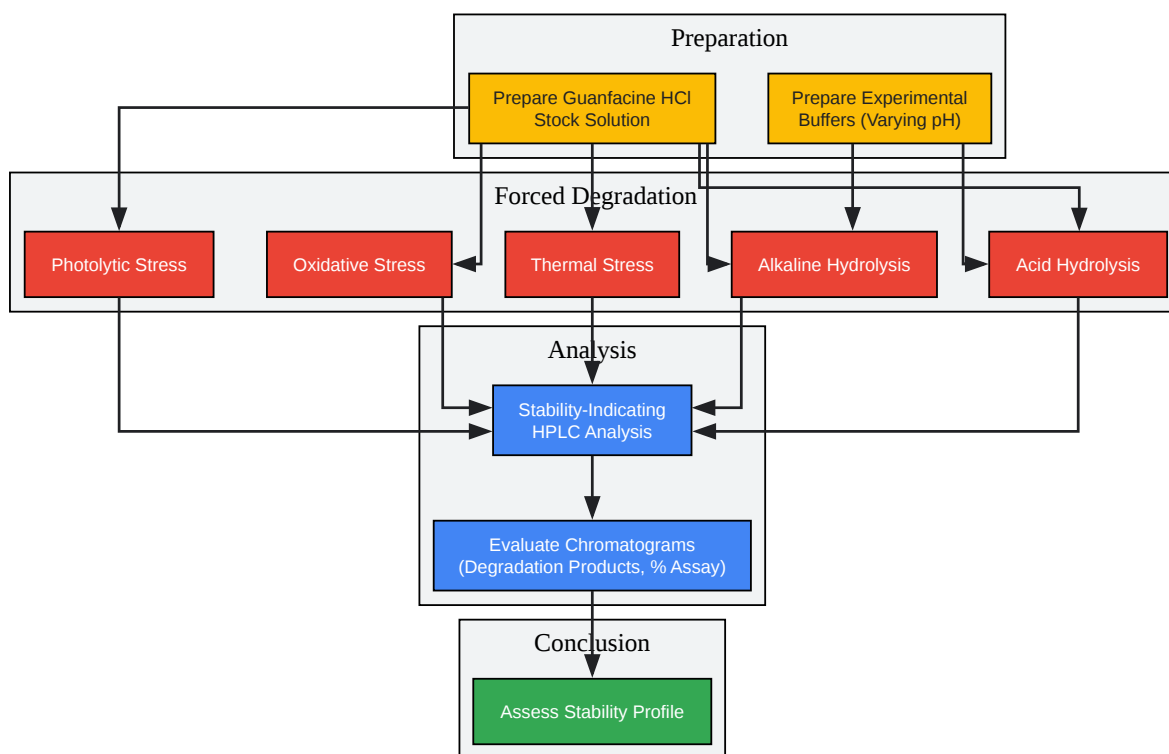 Preparation
Prepare Guanfacine HCl
Stock Solution
Prepare Experimental
Buffers (Varying pH)
Forced Degradation
Photolytic Stress
Oxidative Stress
Thermal Stress
Alkaline Hydrolysis
Acid Hydrolysis
Analysis
Stability-Indicating
HPLC Analysis
Evaluate Chromatograms
(Degradation Products, % Assay)
Conclusion
Assess Stability Profile